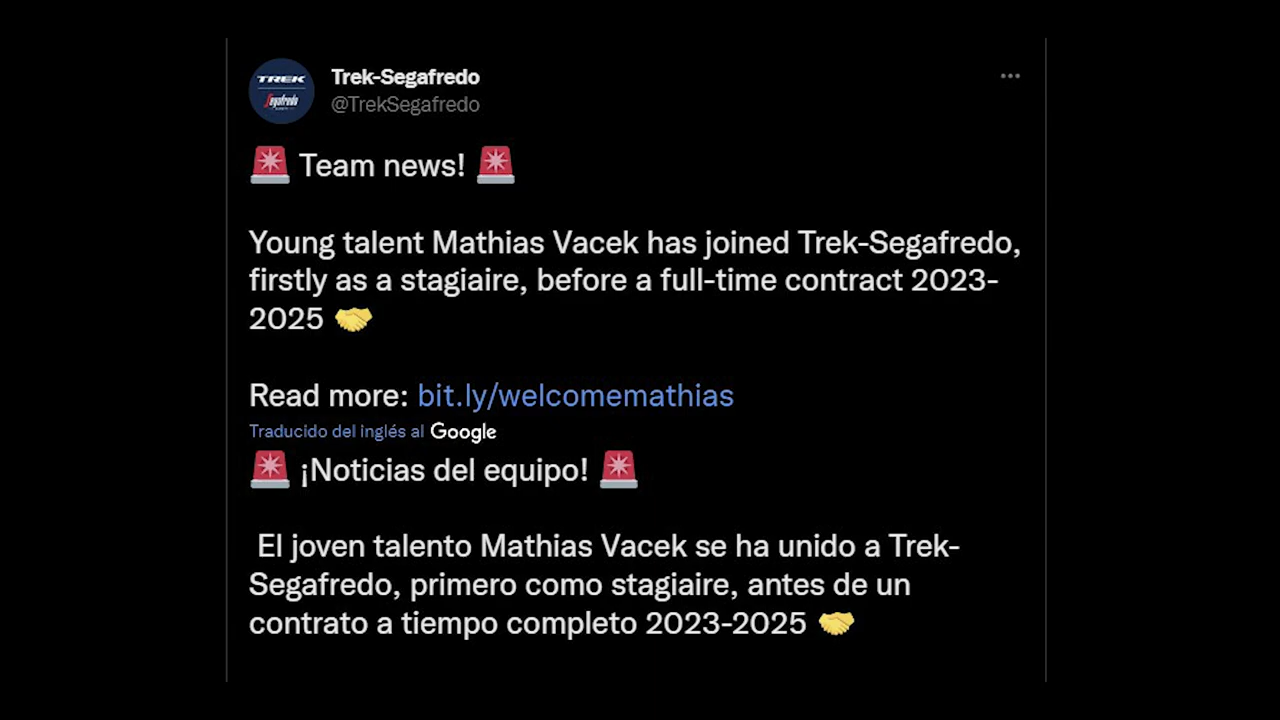 TREK
Segafredo
Trek-Segafredo
@TrekSegafredo
🚨 Team news! 🚨
Young talent Mathias Vacek has joined Trek-Segafredo,
firstly as a stagiaire, before a full-time contract 2023-
2025 🤝
Read more: bit.ly/welcomemathias
Traducido del inglés al Google
🚨 ¡Noticias del equipo! 🚨
El joven talento Mathias Vacek se ha unido a Trek-
Segafredo, primero como stagiaire, antes de un
contrato a tiempo completo 2023-2025 🤝